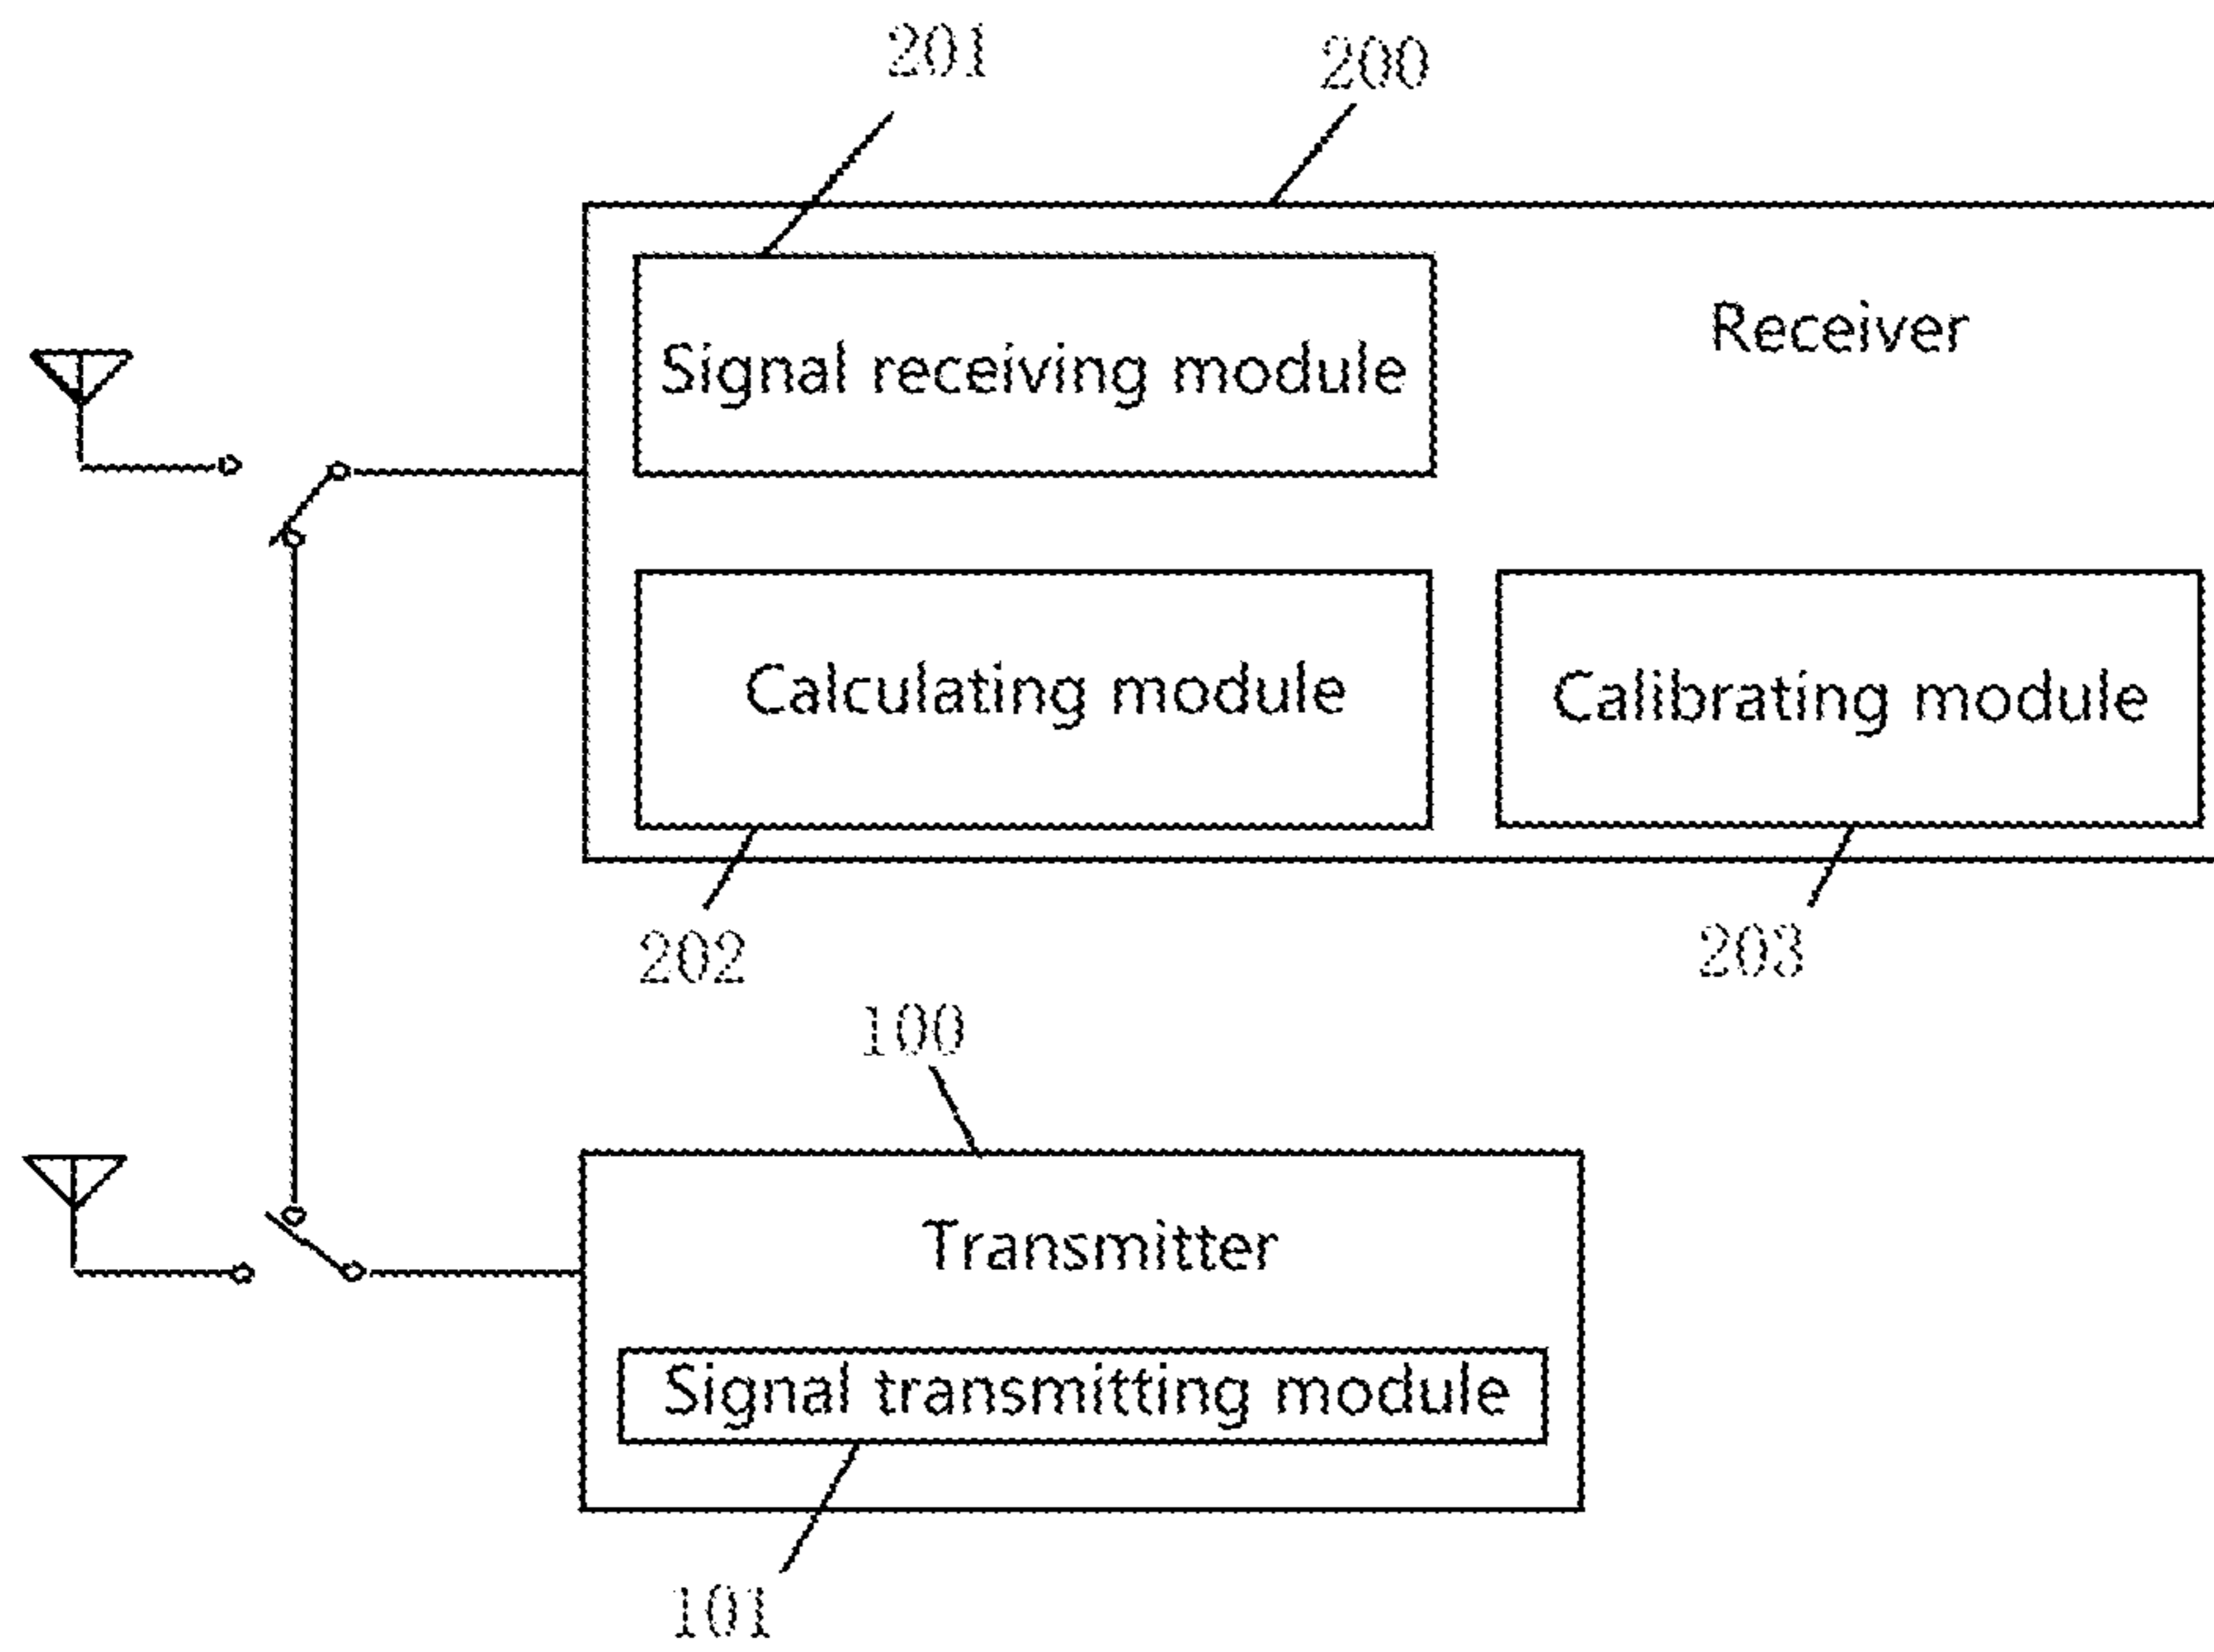 201
200
Receiver
Signal receiving module
Calculating module
Calibrating module
202
203
100
Transmitter
Signal transmitting module
101